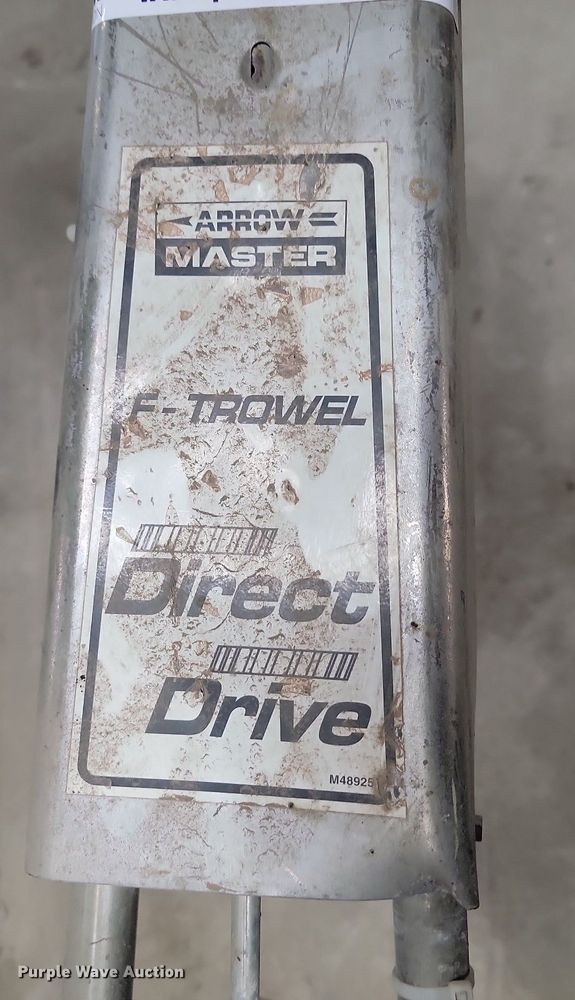 ARROW
MASTER
F - TROWEL
Direct
Drive
M48925
Purple Wave Auction